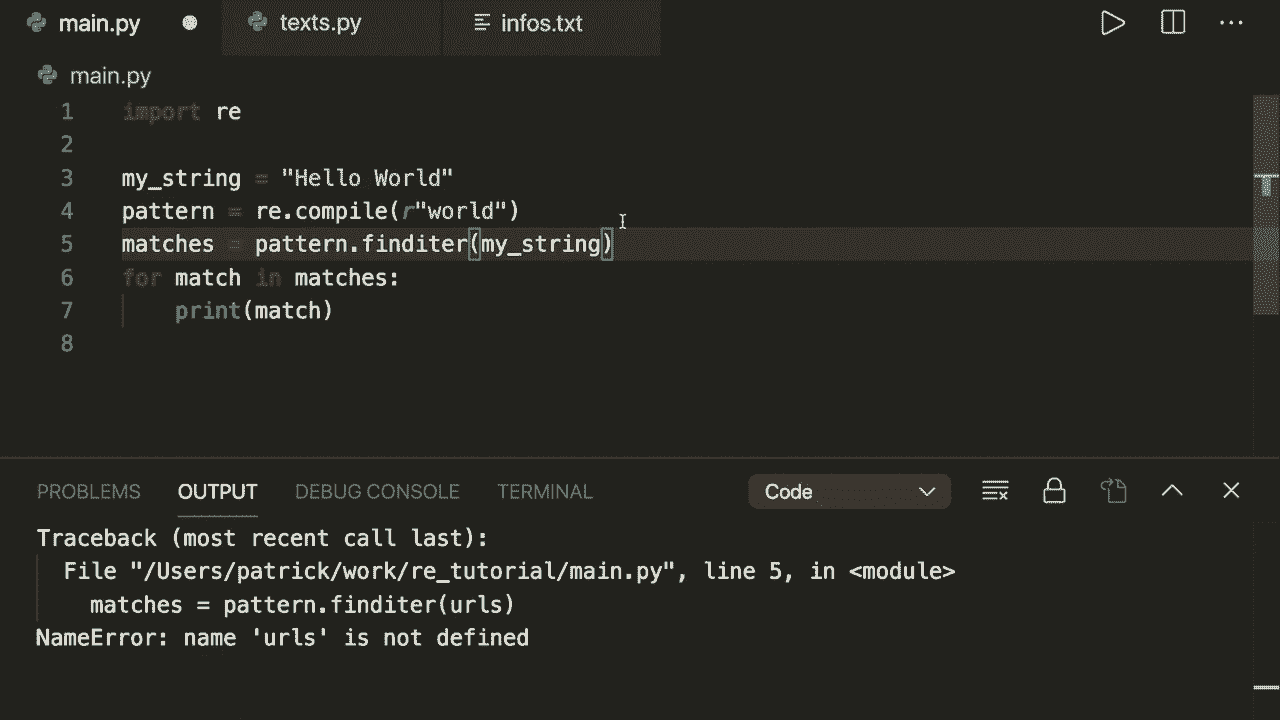 main.py texts.py infos.txt
main.py
1 import re
2
3 my_string = "Hello World"
4 pattern = re.compile(r"world")
5 matches = pattern.finditer(my_string)
6 for match in matches:
7     print(match)
8
PROBLEMS OUTPUT DEBUG CONSOLE TERMINAL Code
Traceback (most recent call last):
  File "/Users/patrick/work/re_tutorial/main.py", line 5, in <module>
    matches = pattern.finditer(urls)
NameError: name 'urls' is not defined